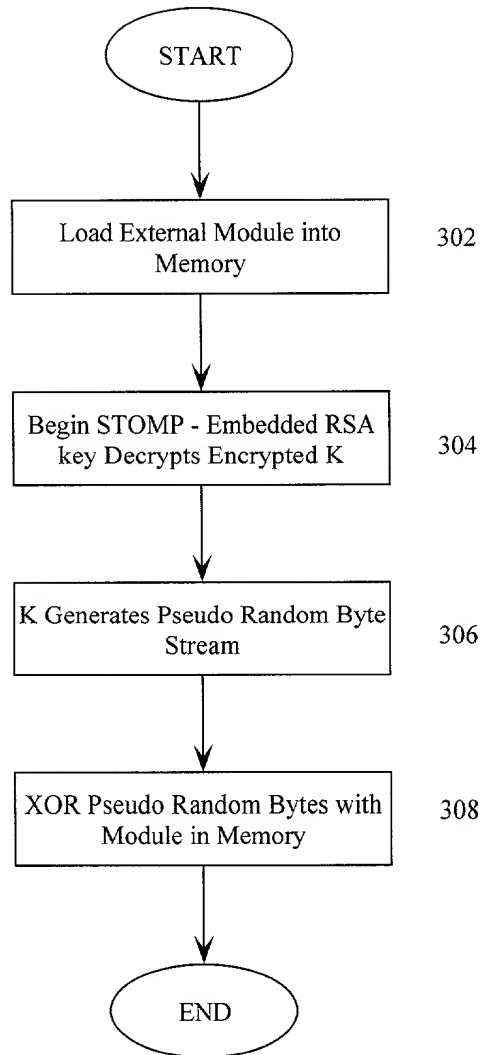 START
Load External Module into
Memory
302
Begin STOMP - Embedded RSA
key Decrypts Encrypted K
304
K Generates Pseudo Random Byte
Stream
306
XOR Pseudo Random Bytes with
Module in Memory
308
END